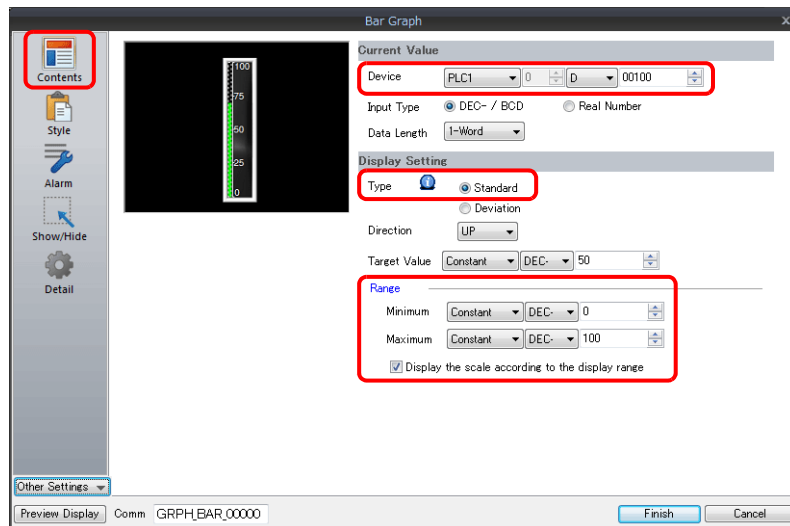 Bar Graph
x
Contents
Style
Alarm
Show/Hide
Detail
Other Settings
100
75
50
25
0
Current Value
Device PLC1 0 D 00100
Input Type DEC- / BCD Real Number
Data Length 1-Word
Display Setting
Type Standard
Deviation
Direction UP
Target Value Constant DEC- 50
Range
Minimum Constant DEC- 0
Maximum Constant DEC- 100
Display the scale according to the display range
Preview Display Comm GRPH_BAR_00000 Finish Cancel